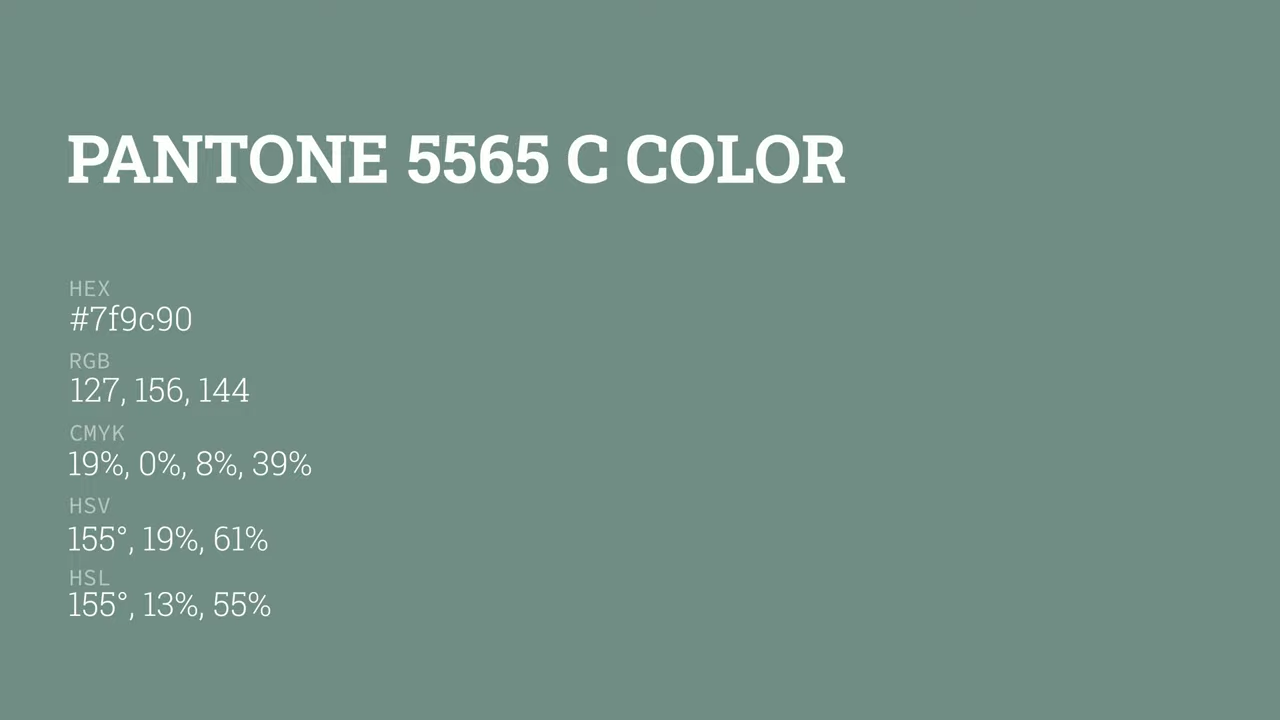 PANTONE 5565 C COLOR
HEX
#7f9c90
RGB
127, 156, 144
CMYK
19%, 0%, 8%, 39%
HSV
155°, 19%, 61%
HSL
155°, 13%, 55%